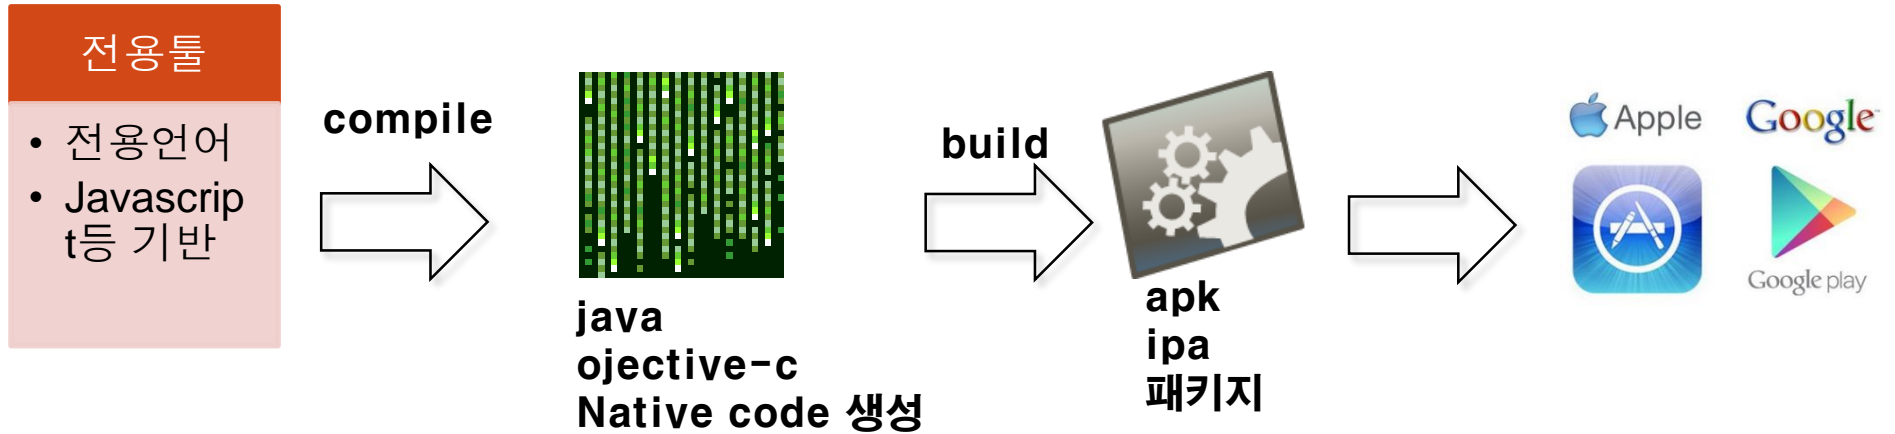 전용툴
• 전용언어
• Javascrip
t등 기반
compile
java
ojective-c
Native code 생성
build
apk
ipa
패키지
Apple
Google
Google play